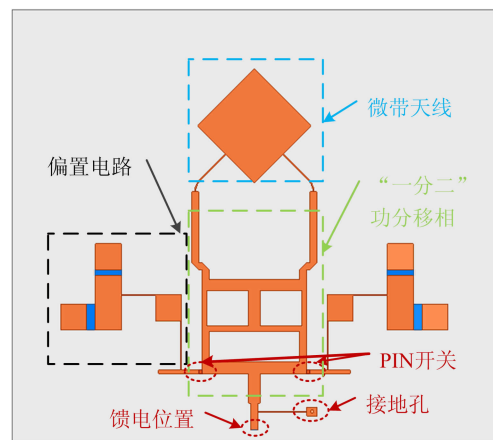 微带天线
偏置电路
“一分二”
功分移相
PIN开关
接地孔
馈电位置